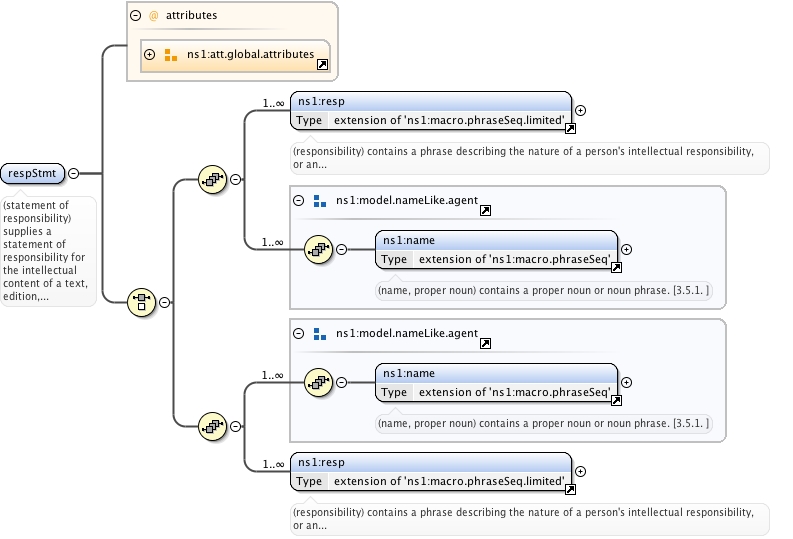 @ attributes
ns1:att.global.attributes
respStmt
(statement of
responsibility)
supplies a
statement of
responsibility for
the intellectual
content of a text,
edition,...
1..∞
ns1:resp
Type extension of 'ns1:macro.phraseSeq.limited'
(responsibility) contains a phrase describing the nature of a person's intellectual responsibility,
or an...
ns1:model.nameLike.agent
1..∞
ns1:name
Type extension of 'ns1:macro.phraseSeq'
(name, proper noun) contains a proper noun or noun phrase. [3.5.1. ]
ns1:model.nameLike.agent
1..∞
ns1:name
Type extension of 'ns1:macro.phraseSeq'
(name, proper noun) contains a proper noun or noun phrase. [3.5.1. ]
1..∞
ns1:resp
Type extension of 'ns1:macro.phraseSeq.limited'
(responsibility) contains a phrase describing the nature of a person's intellectual responsibility,
or an...